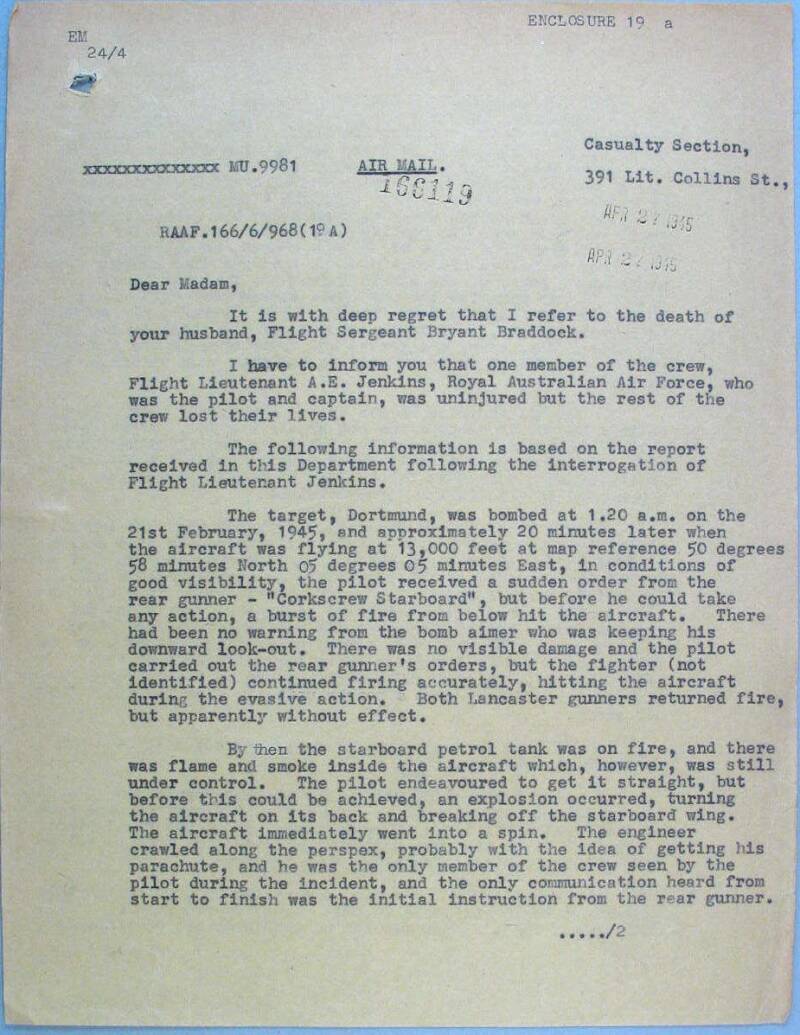 ENCLOSURE 19 a
EM
24/4
Casualty Section,
xxxxxxxxxxxxxxx MU.9981 AIR MAIL.
391 Lit. Collins St.,
166119
APR 27 1945
RAAF.166/6/968(19A)
APR 27 1945
Dear Madam,
It is with deep regret that I refer to the death of
your husband, Flight Sergeant Bryant Braddock.
I have to inform you that one member of the crew,
Flight Lieutenant A.E. Jenkins, Royal Australian Air Force, who
was the pilot and captain, was uninjured but the rest of the
crew lost their lives.
The following information is based on the report
received in this Department following the interrogation of
Flight Lieutenant Jenkins.
The target, Dortmund, was bombed at 1.20 a.m. on the
21st February, 1945, and approximately 20 minutes later when
the aircraft was flying at 13,000 feet at map reference 50 degrees
58 minutes North 05 degrees 05 minutes East, in conditions of
good visibility, the pilot received a sudden order from the
rear gunner - "Corkscrew Starboard", but before he could take
any action, a burst of fire from below hit the aircraft. There
had been no warning from the bomb aimer who was keeping his
downward look-out. There was no visible damage and the pilot
carried out the rear gunner's orders, but the fighter (not
identified) continued firing accurately, hitting the aircraft
during the evasive action. Both Lancaster gunners returned fire,
but apparently without effect.
By then the starboard petrol tank was on fire, and there
was flame and smoke inside the aircraft which, however, was still
under control. The pilot endeavoured to get it straight, but
before this could be achieved, an explosion occurred, turning
the aircraft on its back and breaking off the starboard wing.
The aircraft immediately went into a spin. The engineer
crawled along the perspex, probably with the idea of getting his
parachute, and he was the only member of the crew seen by the
pilot during the incident, and the only communication heard from
start to finish was the initial instruction from the rear gunner.
...../2